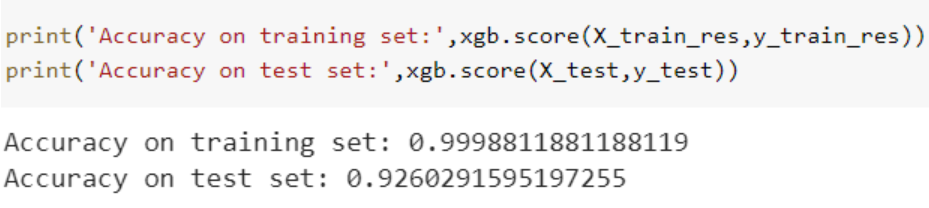 print('Accuracy on training set:',xgb.score(X_train_res,y_train_res))
print('Accuracy on test set:',xgb.score(X_test,y_test))
Accuracy on training set: 0.9998811881188119
Accuracy on test set: 0.9260291595197255